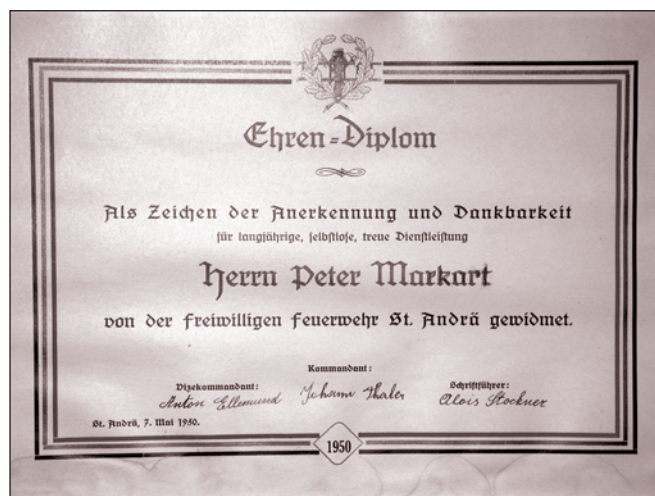 Ehren=Diplom
Als Zeichen der Anerkennung und Dankbarkeit
für langjährige, selbstlose, treue Dienstleistung
Herrn Peter Markart
von der Freiwilligen Feuerwehr St. Andrä gewidmet.
Kommandant:
Vizekommandant:
Schriftführer:
Anton Ellemund
Johann Thaler
Alois Stockner
St. Andrä, 7. Mai 1950.
1950